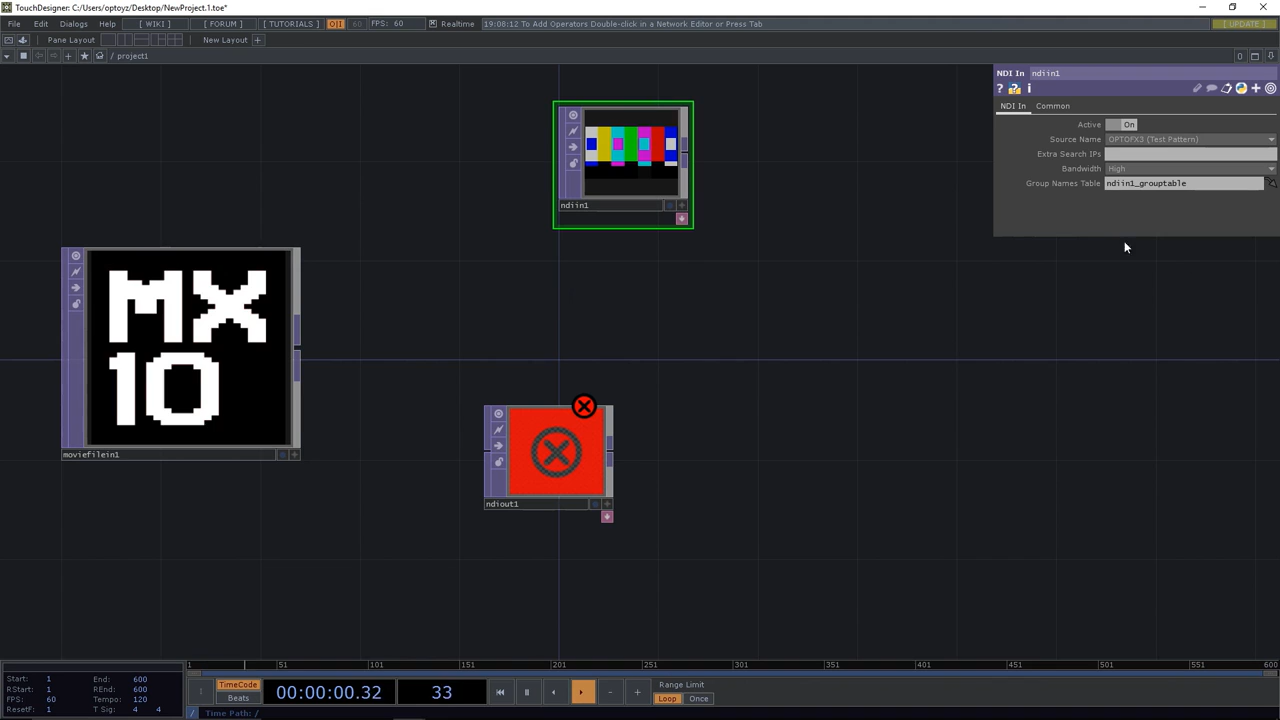 TouchDesigner: C:/Users/optoyz/Desktop/NewProject.1.toe*
File Edit Dialogs Help [ WIKI ] [ FORUM ] [ TUTORIALS ] O|I 60 FPS: 60 Realtime 19:08:12 To Add Operators Double-click in a Network Editor or Press Tab [ UPDATE ]
Pane Layout New Layout +
/ project1 0
NDI In ndiin1
NDI In Common
Active On
Source Name OPTOFX3 (Test Pattern)
Extra Search IPs
Bandwidth High
Group Names Table ndiin1_grouptable
ndiin1
MX
10
moviefilein1
ndiout1
1 51 101 151 201 251 301 351 401 451 501 551 600
Start: 1 End: 600
RStart: 1 REnd: 600
FPS: 60 Tempo: 120
ResetF: 1 T Sig: 4 4
TimeCode
Beats
00:00:00.32 33
Range Limit
Loop Once
/ Time Path: /